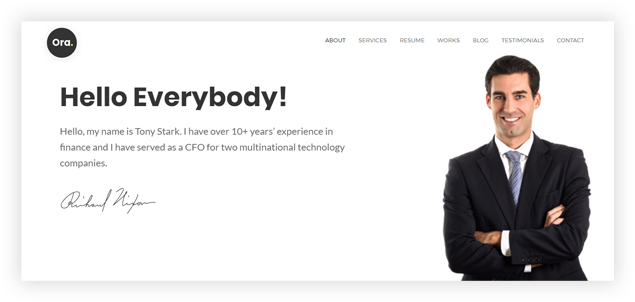 Ora.
ABOUT SERVICES RESUME WORKS BLOG TESTIMONIALS CONTACT
Hello Everybody!
Hello, my name is Tony Stark. I have over 10+ years' experience in
finance and I have served as a CFO for two multinational technology
companies.
Richard Nixon